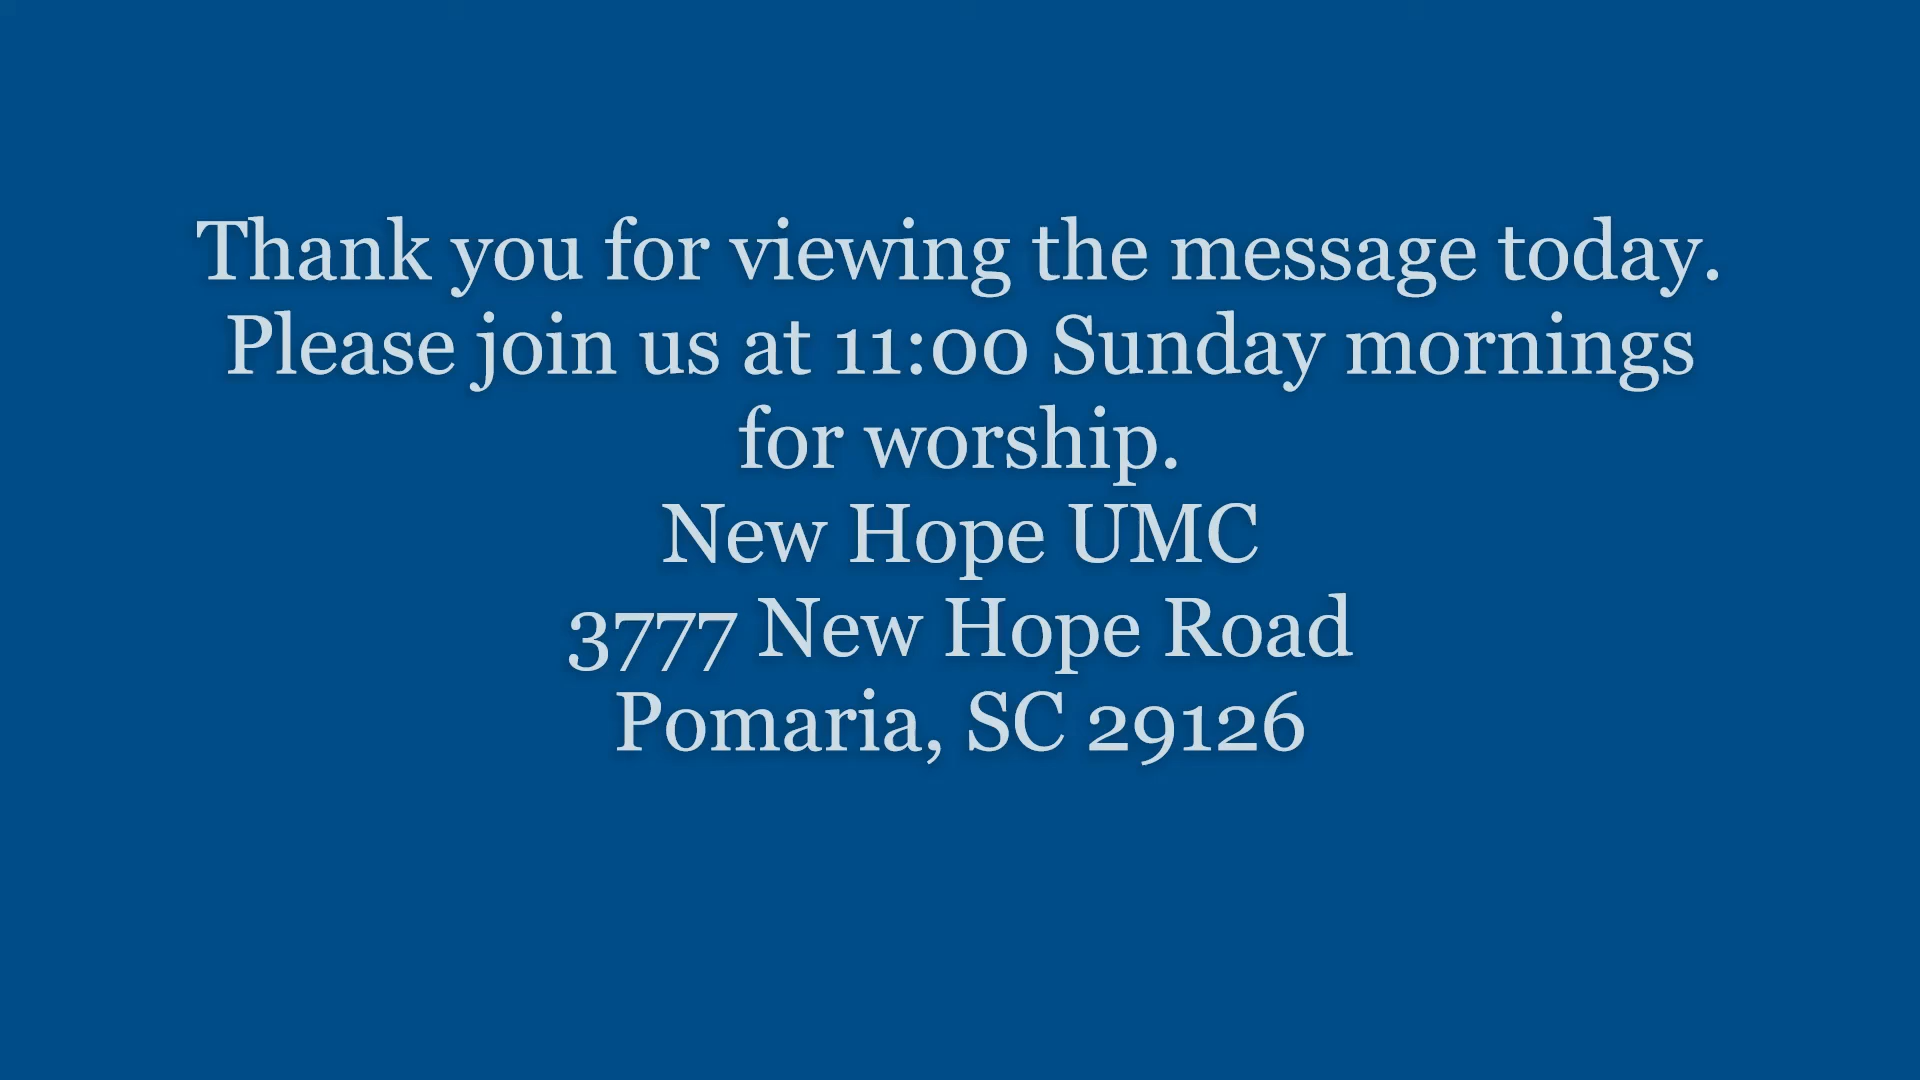 Thank you for viewing the message today.
Please join us at 11:00 Sunday mornings
for worship.
New Hope UMC
3777 New Hope Road
Pomaria, SC 29126